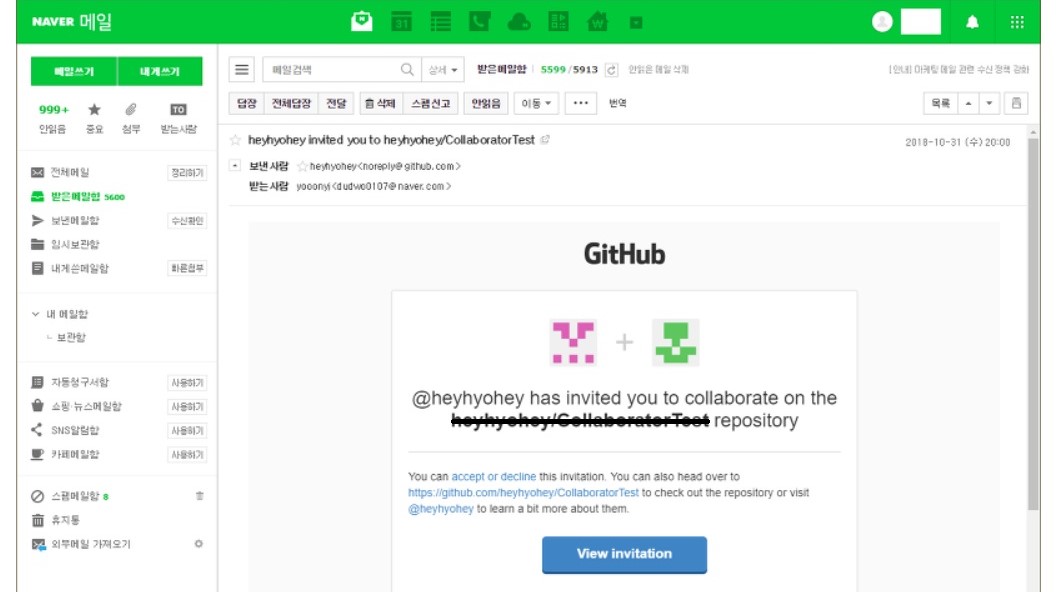 NAVER 메일
31
메일쓰기 내게쓰기
999+ TO
안읽음 중요 첨부 받는사람
전체메일 정리하기
받은메일함 5600
보낸메일함 수신확인
임시보관함
내게쓴메일함 빠른첨부
내 메일함
보관함
자동청구서함 사용하기
쇼핑·뉴스메일함 사용하기
SNS알림함 사용하기
카페메일함 사용하기
스팸메일함 8
휴지통
외부메일 가져오기
메일검색 상세 받은메일함 5599/5913 안읽은 메일 삭제 [안내] 마케팅 메일 관련 수신 정책 강화
답장 전체답장 전달 삭제 스팸신고 안읽음 이동 ··· 번역 목록
heyhyohey invited you to heyhyohey/CollaboratorTest 2018-10-31 (수) 20:00
보낸사람 heyhyohey<noreply@github.com>
받는사람 yooonyi<dudwo0107@naver.com>
GitHub
+
@heyhyohey has invited you to collaborate on the
heyhyohey/CollaboratorTest repository
You can accept or decline this invitation. You can also head over to
https://github.com/heyhyohey/CollaboratorTest to check out the repository or visit
@heyhyohey to learn a bit more about them.
View invitation